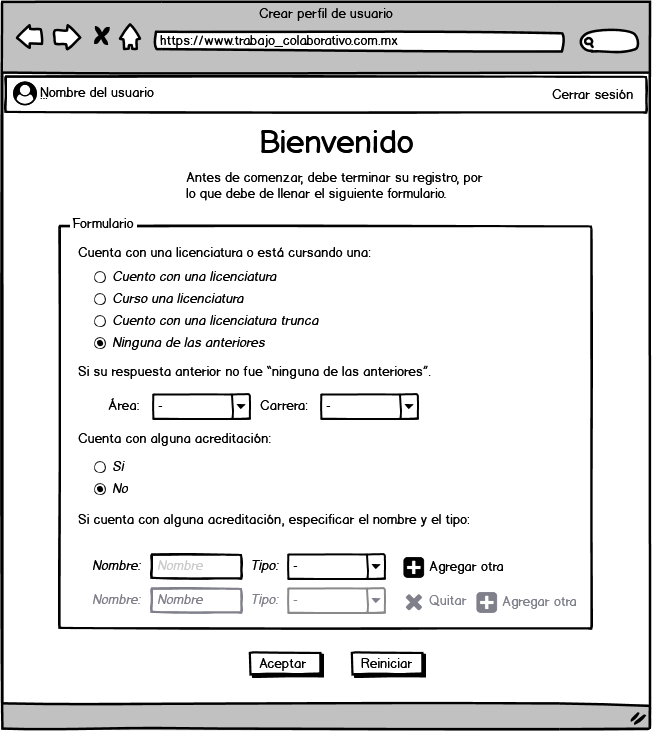 Crear perfil de usuario
https://www.trabajo_colaborativo.com.mx
Nombre del usuario
Cerrar sesión
Bienvenido
Antes de comenzar, debe terminar su registro, por
lo que debe de llenar el siguiente formulario.
Formulario
Cuenta con una licenciatura o está cursando una:
Cuento con una licenciatura
Curso una licenciatura
Cuento con una licenciatura trunca
Ninguna de las anteriores
Si su respuesta anterior no fue “ninguna de las anteriores”.
Área: - Carrera: -
Cuenta con alguna acreditación:
Si
No
Si cuenta con alguna acreditación, especificar el nombre y el tipo:
Nombre: Nombre Tipo: - Agregar otra
Nombre: Nombre Tipo: - Quitar Agregar otra
Aceptar Reiniciar